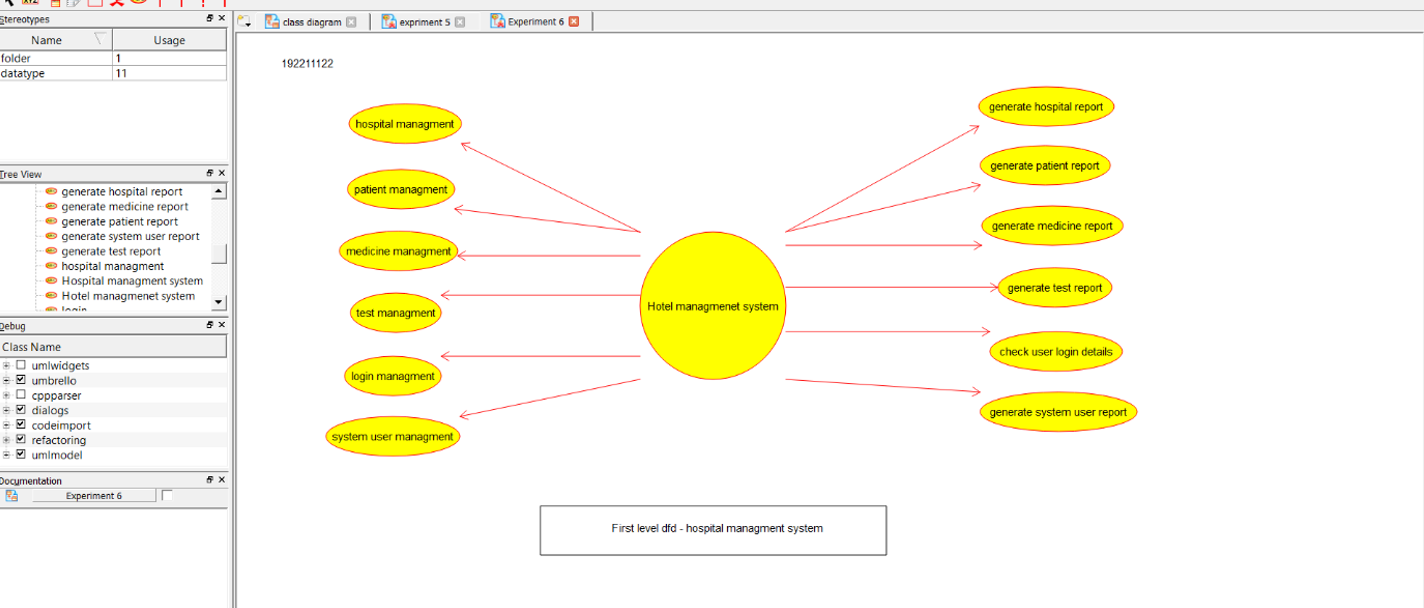 Stereotypes
Name Usage
folder 1
datatype 11
Tree View
generate hospital report
generate medicine report
generate patient report
generate system user report
generate test report
hospital managment
Hospital managment system
Hotel managmenet system
login
Debug
Class Name
umlwidgets
umbrello
cppparser
dialogs
codeimport
refactoring
umlmodel
Documentation
Experiment 6
class diagram
expriment 5
Experiment 6
192211122
hospital managment
patient managment
medicine managment
test managment
login managment
system user managment
Hotel managmenet system
generate hospital report
generate patient report
generate medicine report
generate test report
check user login details
generate system user report
First level dfd - hospital managment system